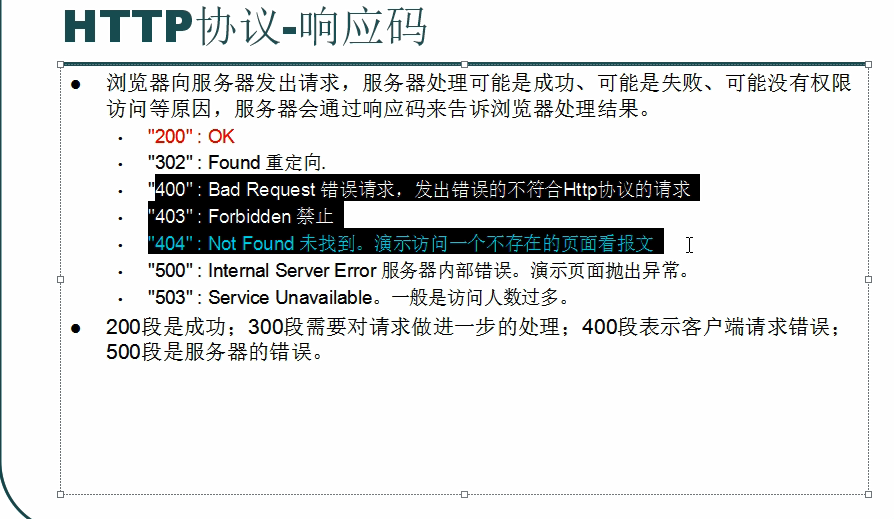 HTTP协议-响应码
浏览器向服务器发出请求，服务器处理可能是成功、可能是失败、可能没有权限
访问等原因，服务器会通过响应码来告诉浏览器处理结果。
"200" : OK
"302" : Found 重定向.
"400" : Bad Request 错误请求，发出错误的不符合Http协议的请求
"403" : Forbidden 禁止
"404" : Not Found 未找到。演示访问一个不存在的页面看报文
"500" : Internal Server Error 服务器内部错误。演示页面抛出异常。
"503" : Service Unavailable。一般是访问人数过多。
200段是成功；300段需要对请求做进一步的处理；400段表示客户端请求错误；
500段是服务器的错误。